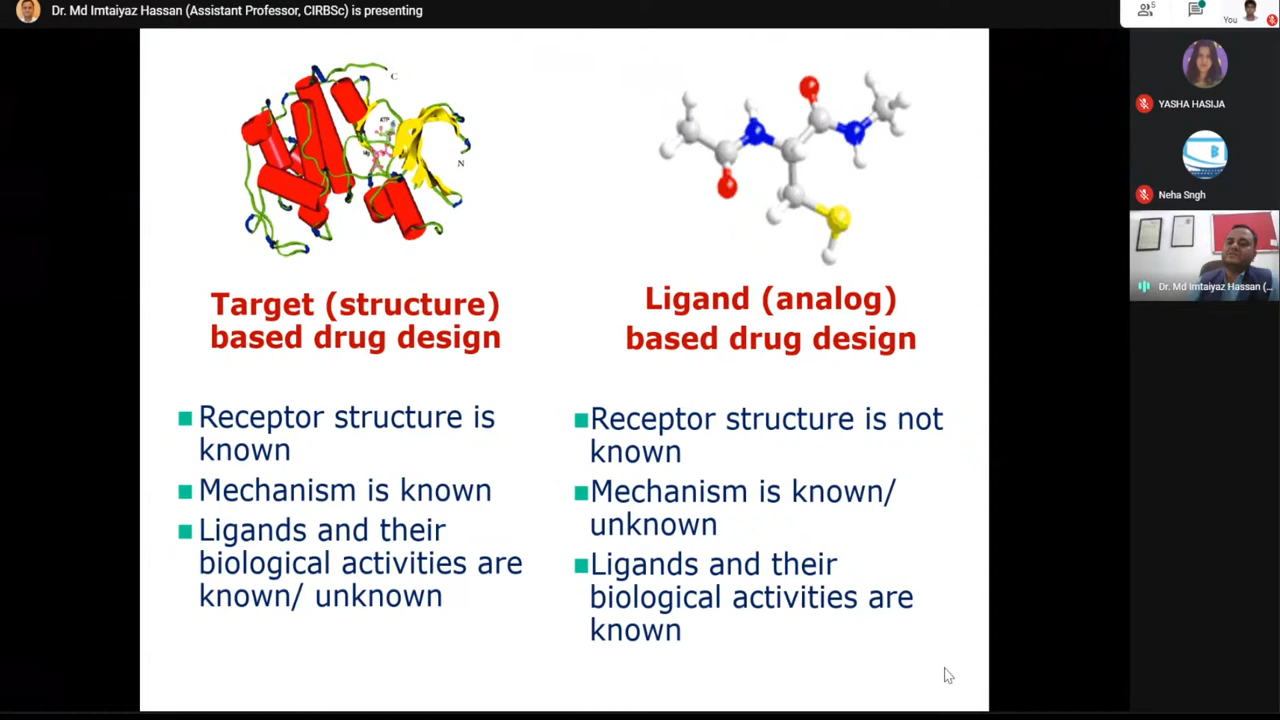 Dr. Md Imtaiyaz Hassan (Assistant Professor, CIRBSc) is presenting
5
You
YASHA HASIJA
Neha Sngh
Dr. Md Imtaiyaz Hassan (...
C
ATP
N
Target (structure)
based drug design
Receptor structure is
known
Mechanism is known
Ligands and their
biological activities are
known/ unknown
Ligand (analog)
based drug design
Receptor structure is not
known
Mechanism is known/
unknown
Ligands and their
biological activities are
known